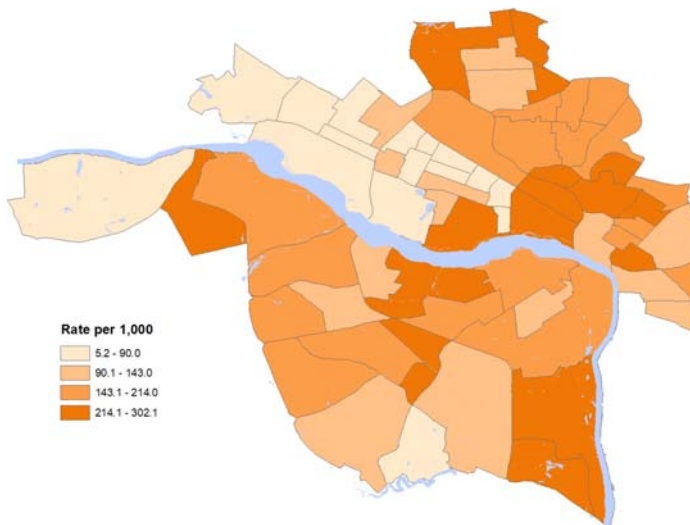 Rate per 1,000
5.2 - 90.0
90.1 - 143.0
143.1 - 214.0
214.1 - 302.1